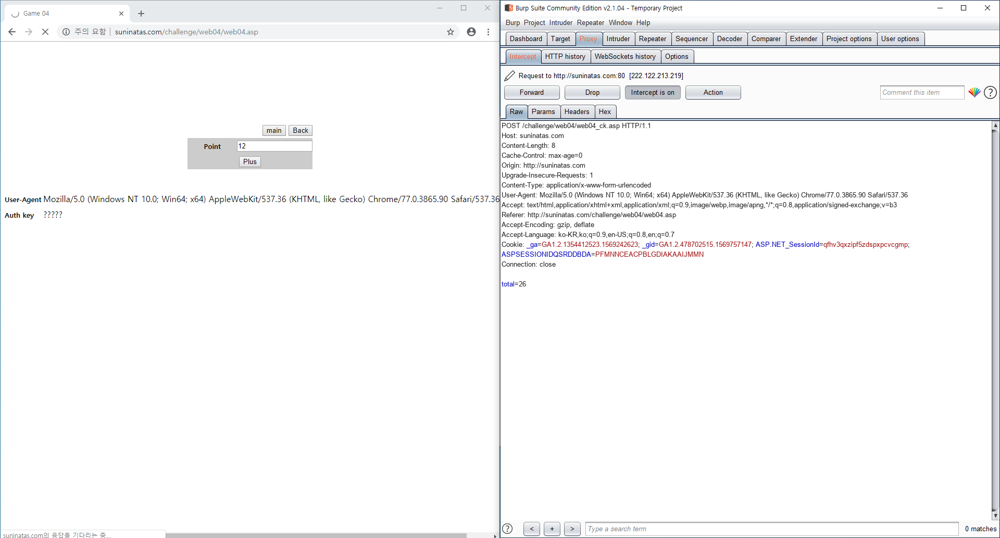 Game 04
주의 요함 | suninatas.com/challenge/web04/web04.asp
main Back
Point 12
Plus
User-Agent Mozilla/5.0 (Windows NT 10.0; Win64; x64) AppleWebKit/537.36 (KHTML, like Gecko) Chrome/77.0.3865.90 Safari/537.36
Auth key ?????
suninatas.com의 응답을 기다리는 중...
Burp Suite Community Edition v2.1.04 - Temporary Project
Burp Project Intruder Repeater Window Help
Dashboard Target Proxy Intruder Repeater Sequencer Decoder Comparer Extender Project options User options
Intercept HTTP history WebSockets history Options
Request to http://suninatas.com:80 [222.122.213.219]
Forward Drop Intercept is on Action Comment this item ?
Raw Params Headers Hex
POST /challenge/web04/web04_ck.asp HTTP/1.1
Host: suninatas.com
Content-Length: 8
Cache-Control: max-age=0
Origin: http://suninatas.com
Upgrade-Insecure-Requests: 1
Content-Type: application/x-www-form-urlencoded
User-Agent: Mozilla/5.0 (Windows NT 10.0; Win64; x64) AppleWebKit/537.36 (KHTML, like Gecko) Chrome/77.0.3865.90 Safari/537.36
Accept: text/html,application/xhtml+xml,application/xml;q=0.9,image/webp,image/apng,*/*;q=0.8,application/signed-exchange;v=b3
Referer: http://suninatas.com/challenge/web04/web04.asp
Accept-Encoding: gzip, deflate
Accept-Language: ko-KR,ko;q=0.9,en-US;q=0.8,en;q=0.7
Cookie: _ga=GA1.2.1354412523.1569242623; _gid=GA1.2.478702515.1569757147; ASP.NET_SessionId=qfhv3qxzipf5zdspxpcvcgmp;
ASPSESSIONIDQSRDDBDA=PFMNNCEACPBLGDIAKAAIJMMN
Connection: close
total=26
? < + > Type a search term 0 matches